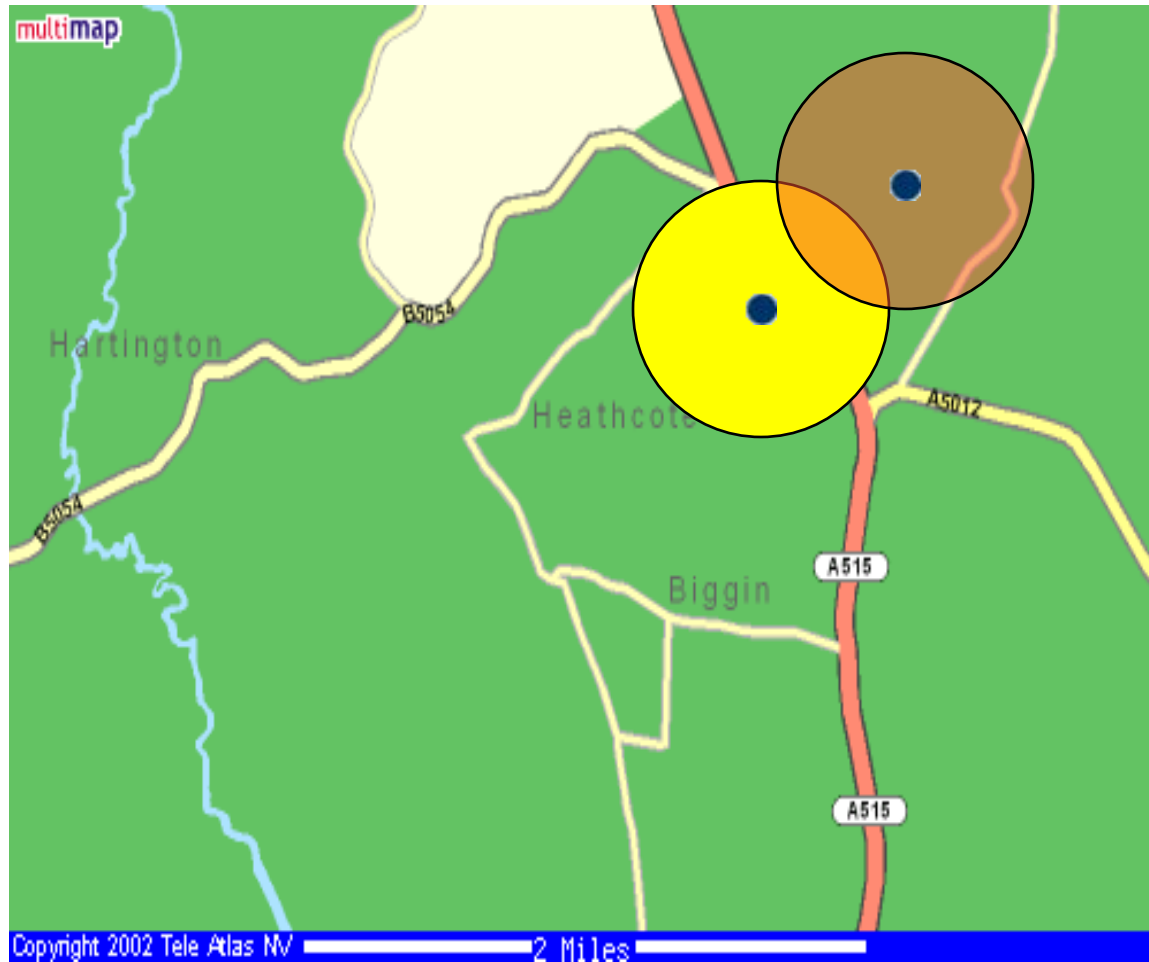 multimap
B5054
Hartington
Heathcote
A5012
B5054
A515
Biggin
A515
Copyright 2002 Tele Atlas NV 2 Miles